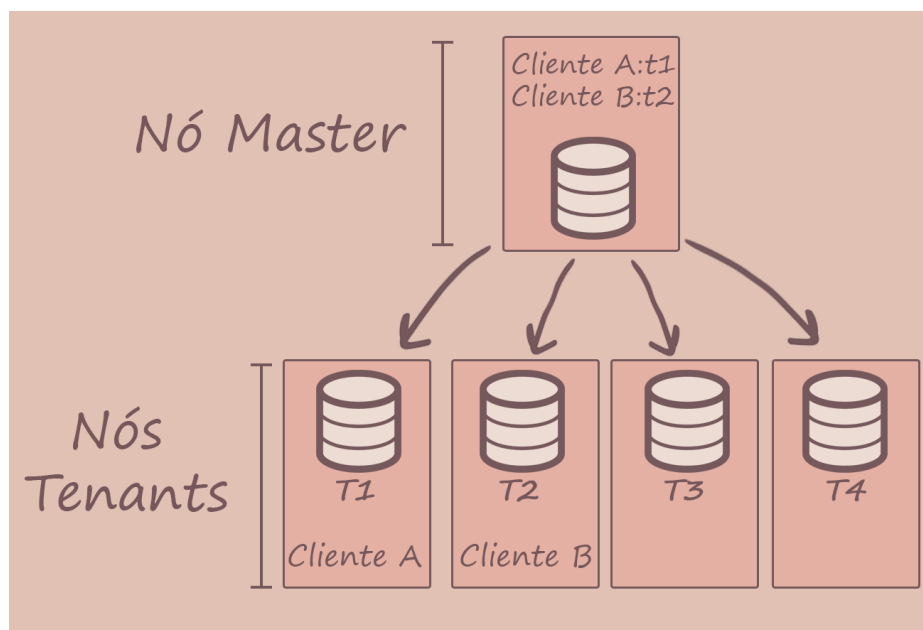 Cliente A:t1
Cliente B:t2
Nó Master
Nós
Tenants
T1
T2
T3
T4
Cliente A
Cliente B